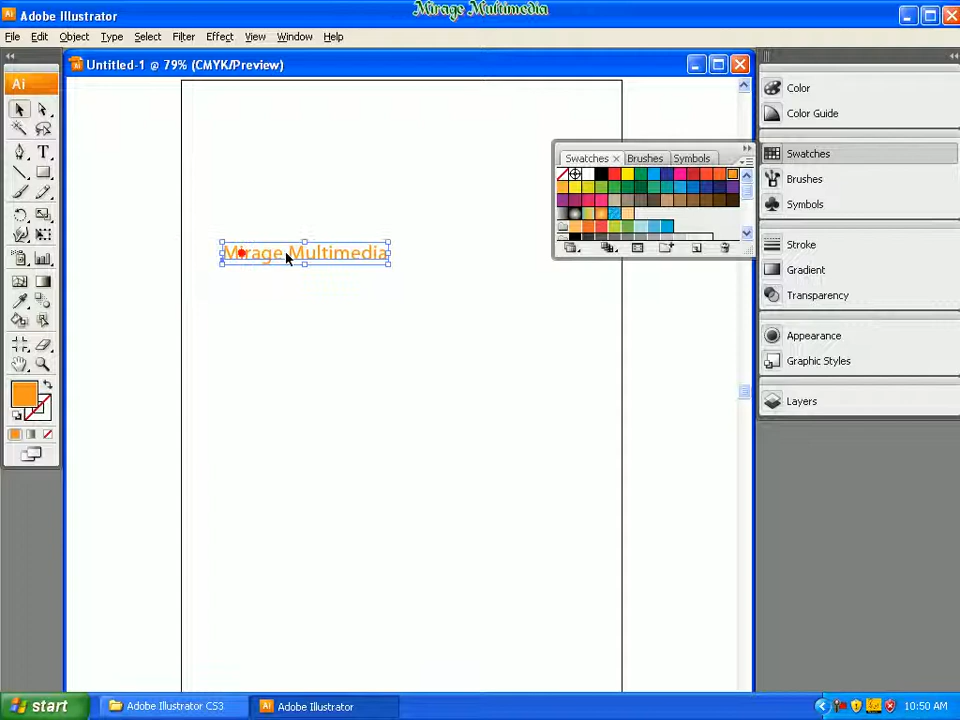 Mirage Multimedia
Adobe Illustrator
File Edit Object Type Select Filter Effect View Window Help
Untitled-1 @ 79% (CMYK/Preview)
Ai
Color
Color Guide
Swatches
Brushes
Symbols
Stroke
Gradient
Transparency
Appearance
Graphic Styles
Layers
Swatches × Brushes Symbols
T
Mirage Multimedia
start
Adobe Illustrator CS3
Ai Adobe Illustrator
10:50 AM